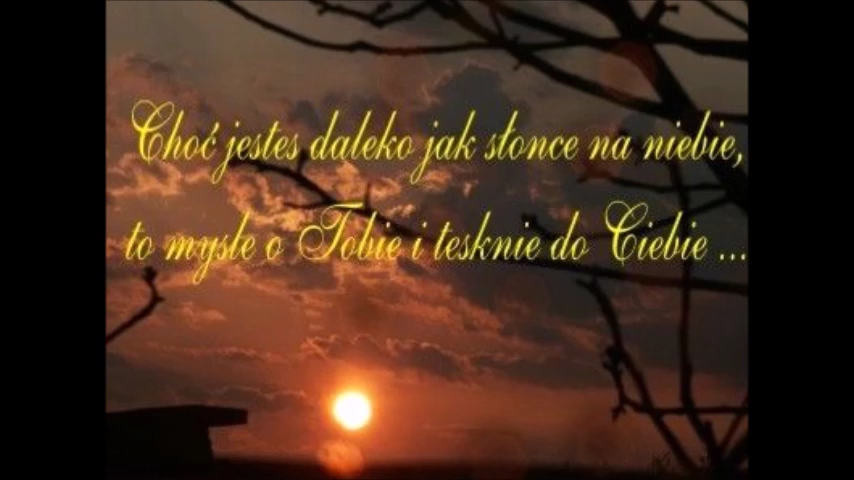 Choć jestes daleko jak słonce na niebie,
to mysle o Tobie i tesknie do Ciebie ...